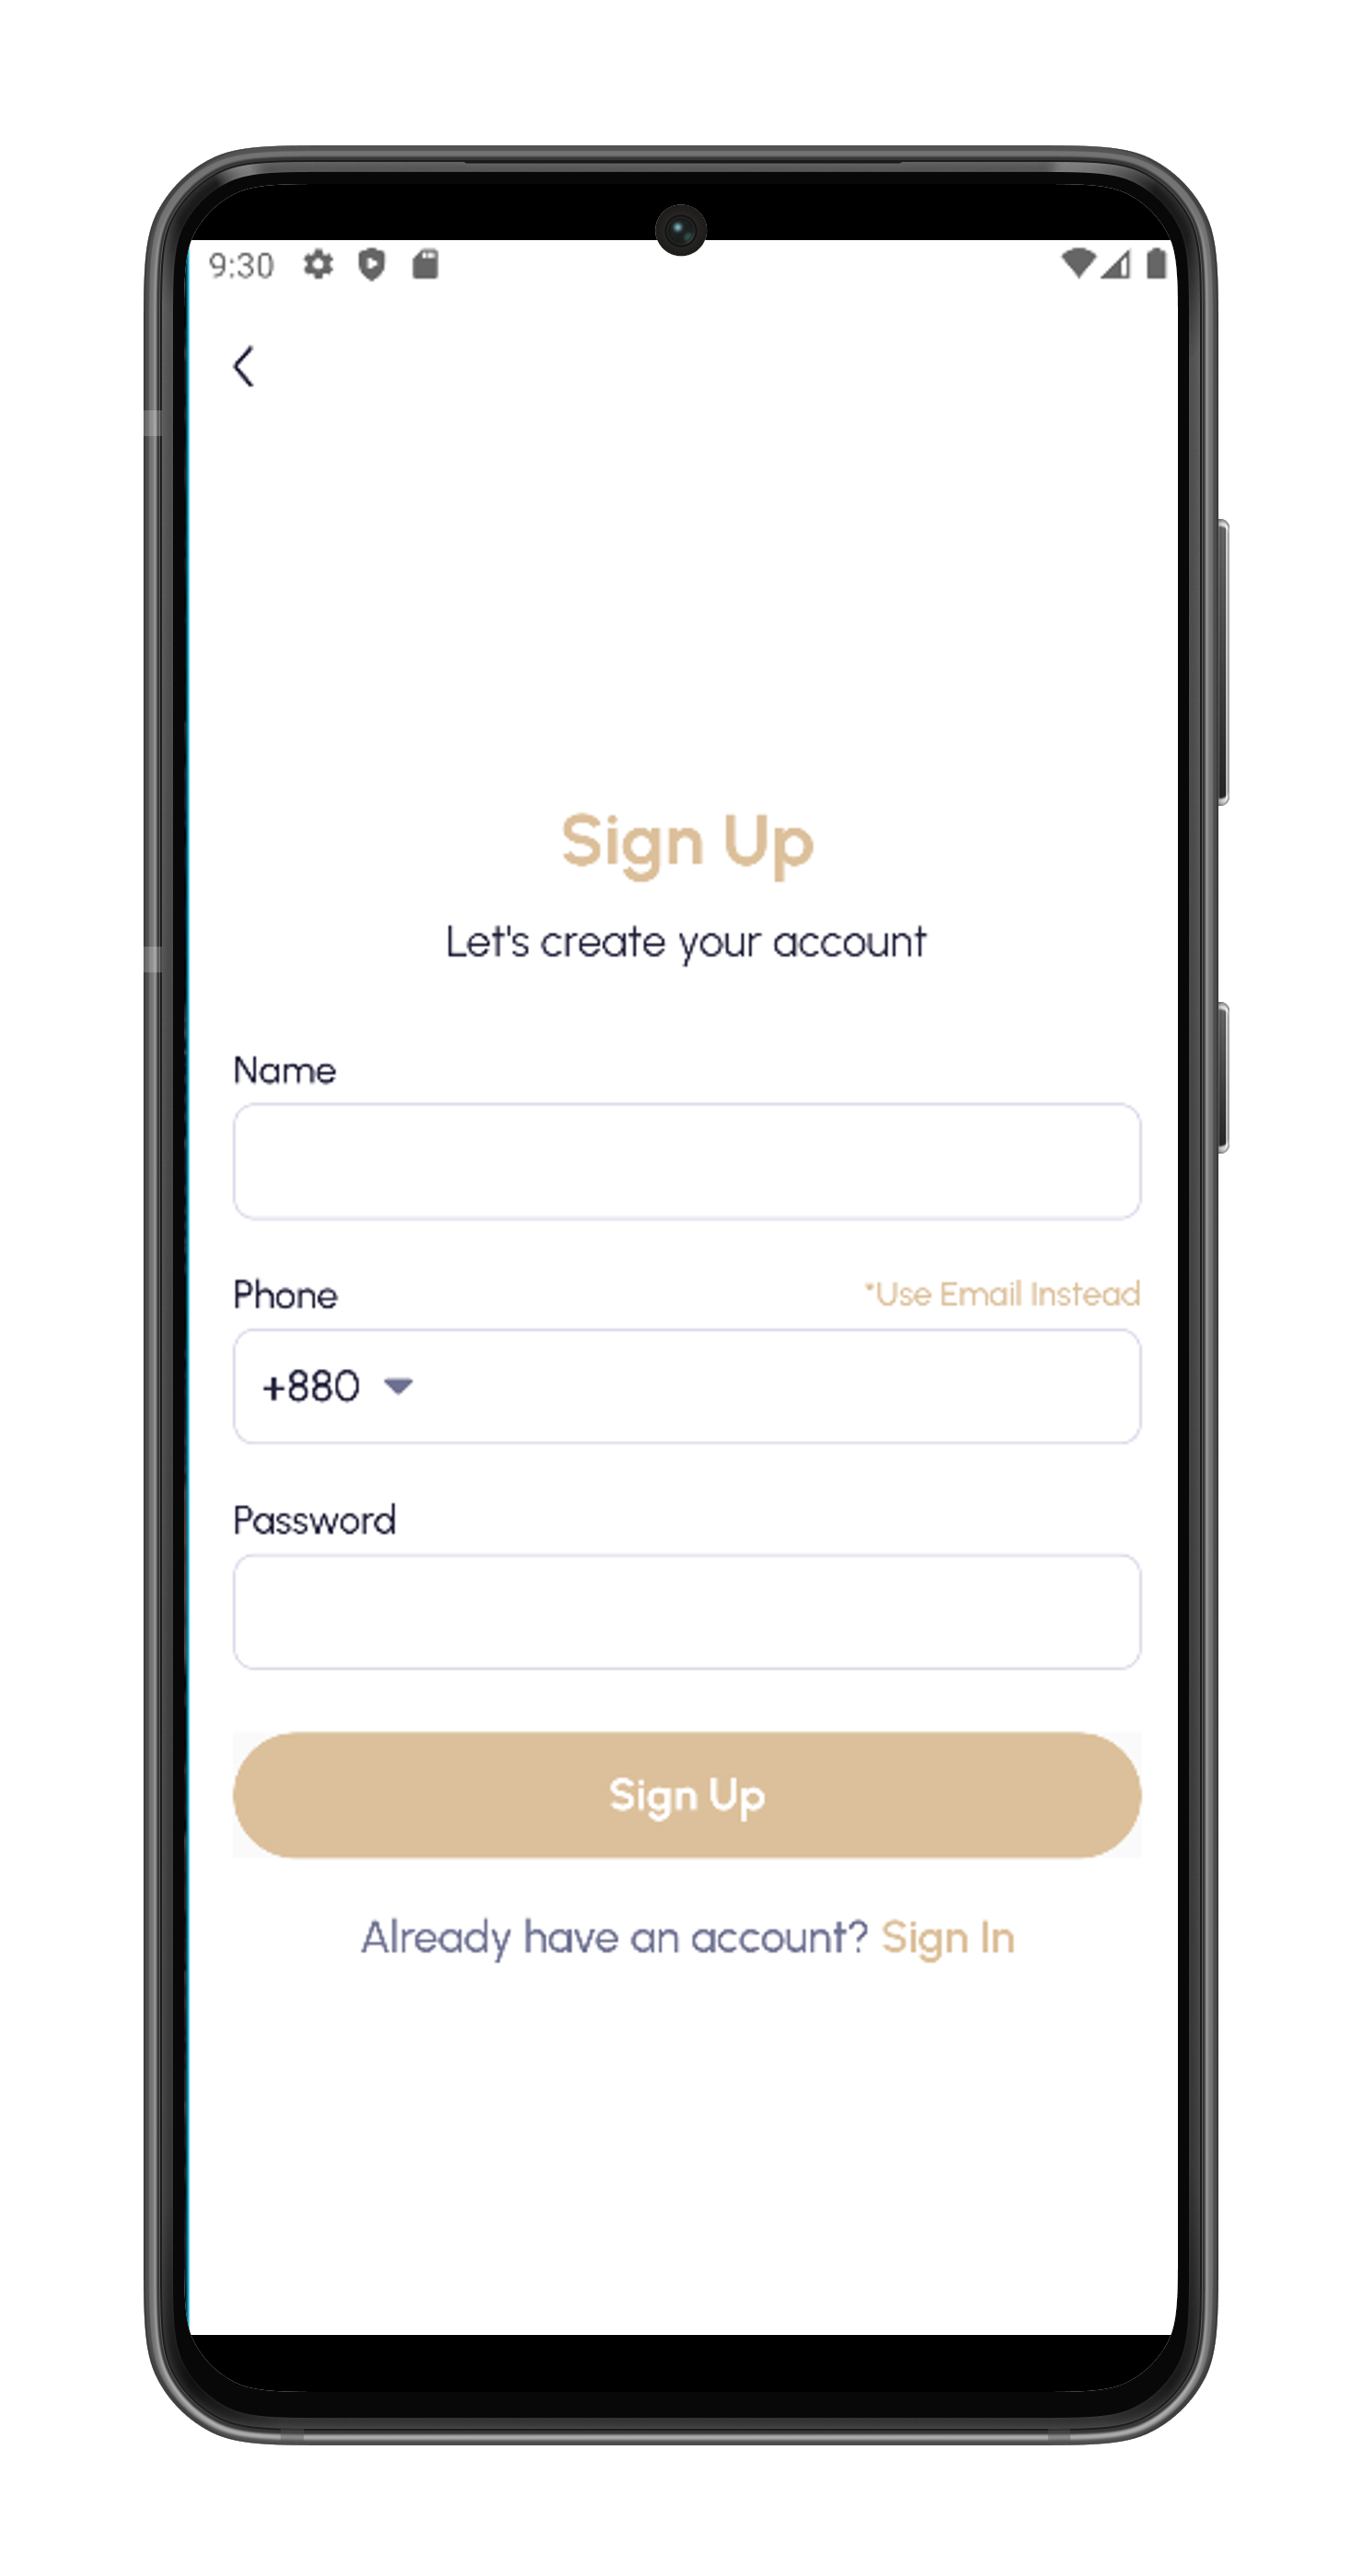 9:30
Sign Up
Let's create your account
Name
Phone *Use Email Instead
+880
Password
Sign Up
Already have an account? Sign In